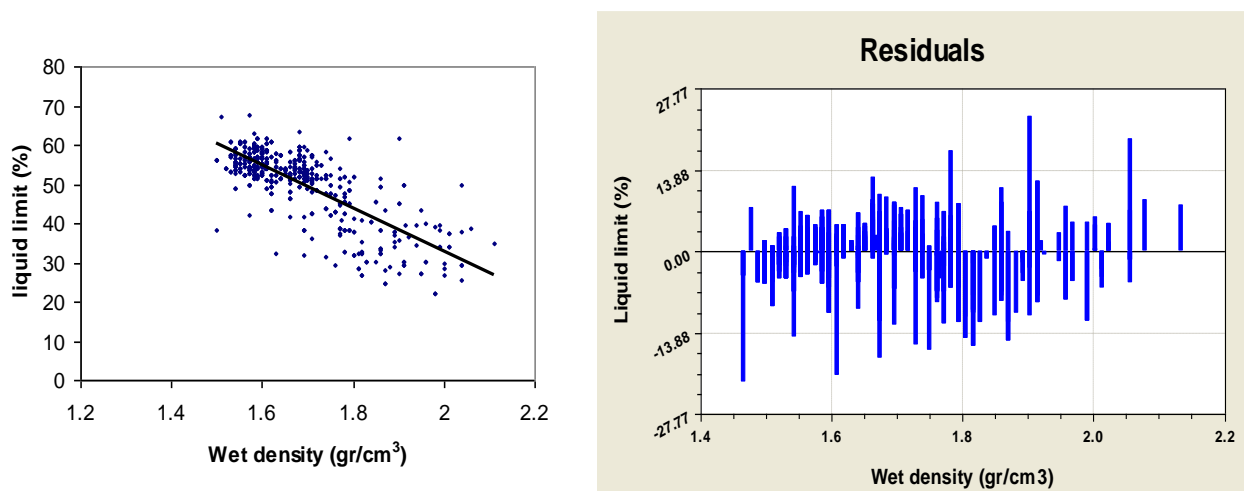 80
70
60
50
40
30
20
10
0
liquid limit (%)
1.2 1.4 1.6 1.8 2 2.2
Wet density (gr/cm³)
Residuals
27.77
13.88
0.00
-13.88
-27.77
Liquid limit (%)
1.4 1.6 1.8 2.0 2.2
Wet density (gr/cm3)